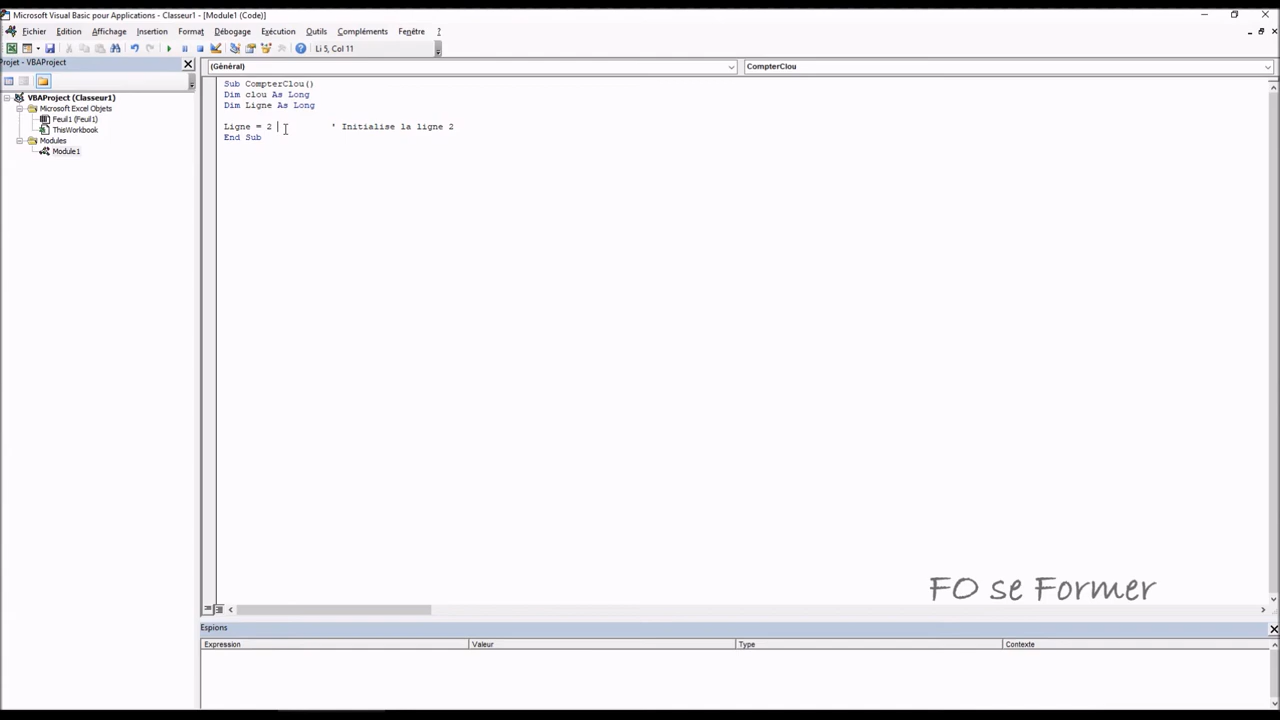 Microsoft Visual Basic pour Applications - Classeur1 - [Module1 (Code)]
Fichier Edition Affichage Insertion Format Débogage Exécution Outils Compléments Fenêtre ?
Li 5, Col 11
Projet - VBAProject
(Général) CompterClou
VBAProject (Classeur1)
Microsoft Excel Objets
Feuil1 (Feuil1)
ThisWorkbook
Modules
Module1
Sub CompterClou()
Dim clou As Long
Dim Ligne As Long
Ligne = 2 ' Initialise la ligne 2
End Sub
FO se Former
Espions
Expression Valeur Type Contexte